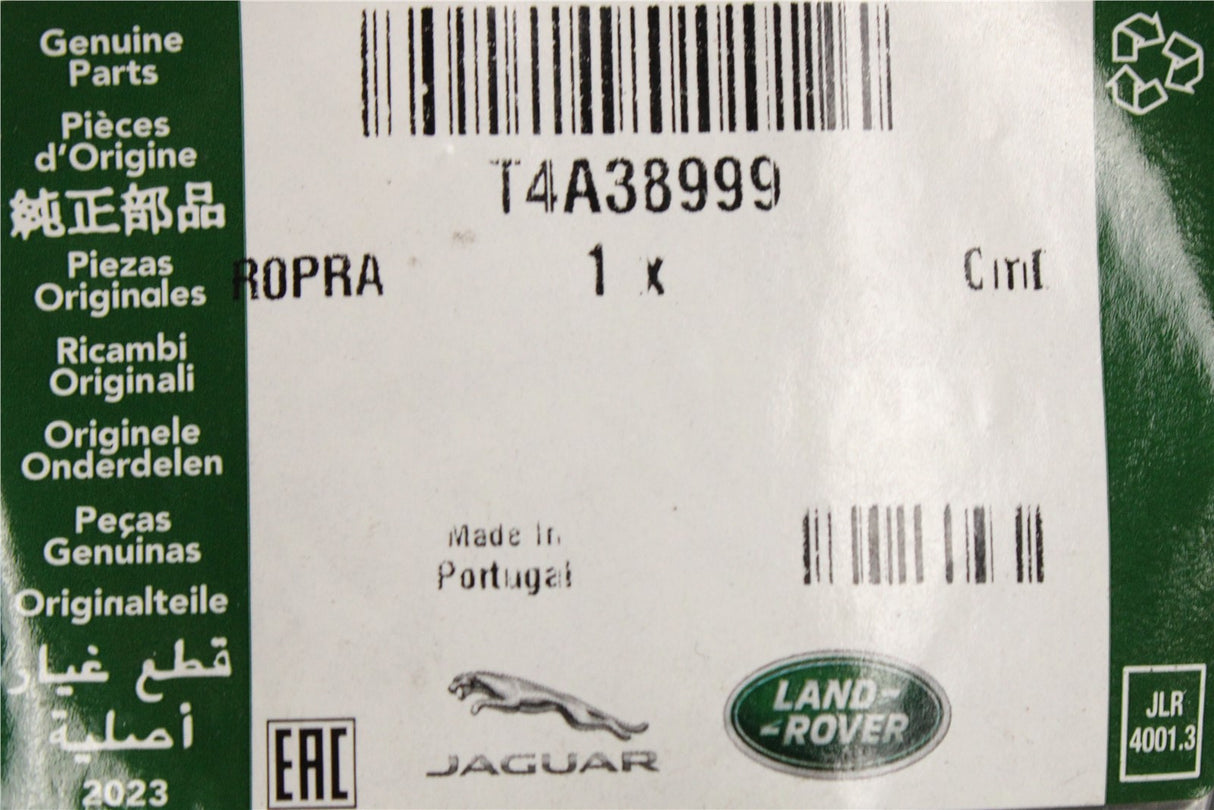 Genuine
Parts
Pièces
d'Origine
純正部品
Piezas
Originales
Ricambi
Originali
Originele
Onderdelen
Peças
Genuinas
Originalteile
قطع غيار
أصلية
2023
T4A38999
ROPRA 1 x
Made In
Portugal
EAC
JAGUAR
LAND-
-ROVER
JLR
4001.3